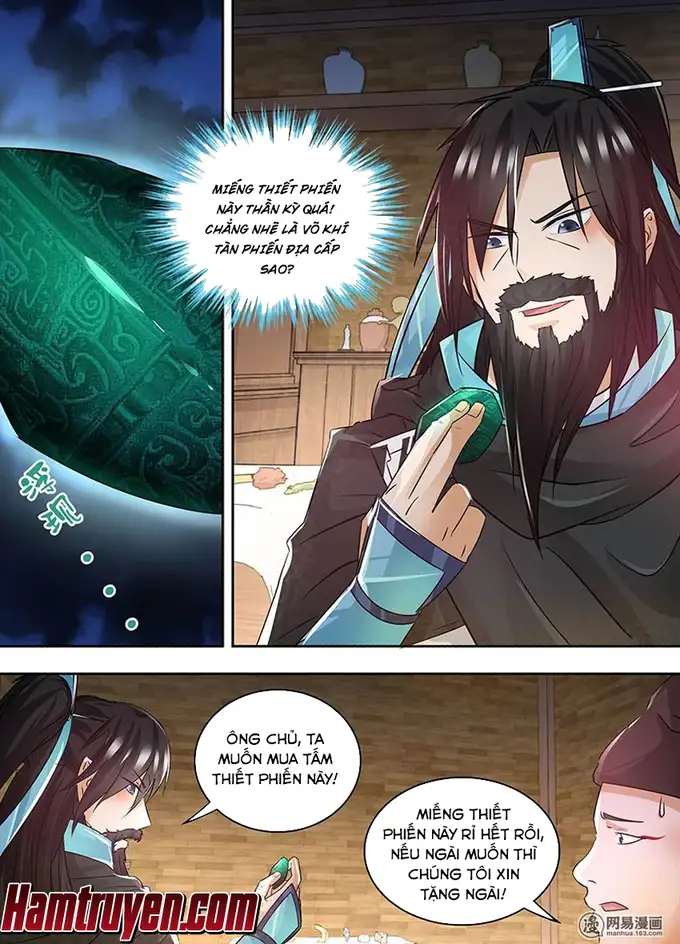 MIẾNG THIẾT PHIẾN
NÀY THẦN KỲ QUÁ!
CHẲNG NHẼ LÀ VÕ KHÍ
TÀN PHIẾN ĐỊA CẤP
SAO?
ÔNG CHỦ, TA
MUỐN MUA TẤM
THIẾT PHIẾN NÀY!
MIẾNG THIẾT
PHIẾN NÀY RỈ HẾT RỒI,
NẾU NGÀI MUỐN THÌ
CHÚNG TÔI XIN
TẶNG NGÀI!
Hamtruyen.com
网易漫画
manhua.163.com